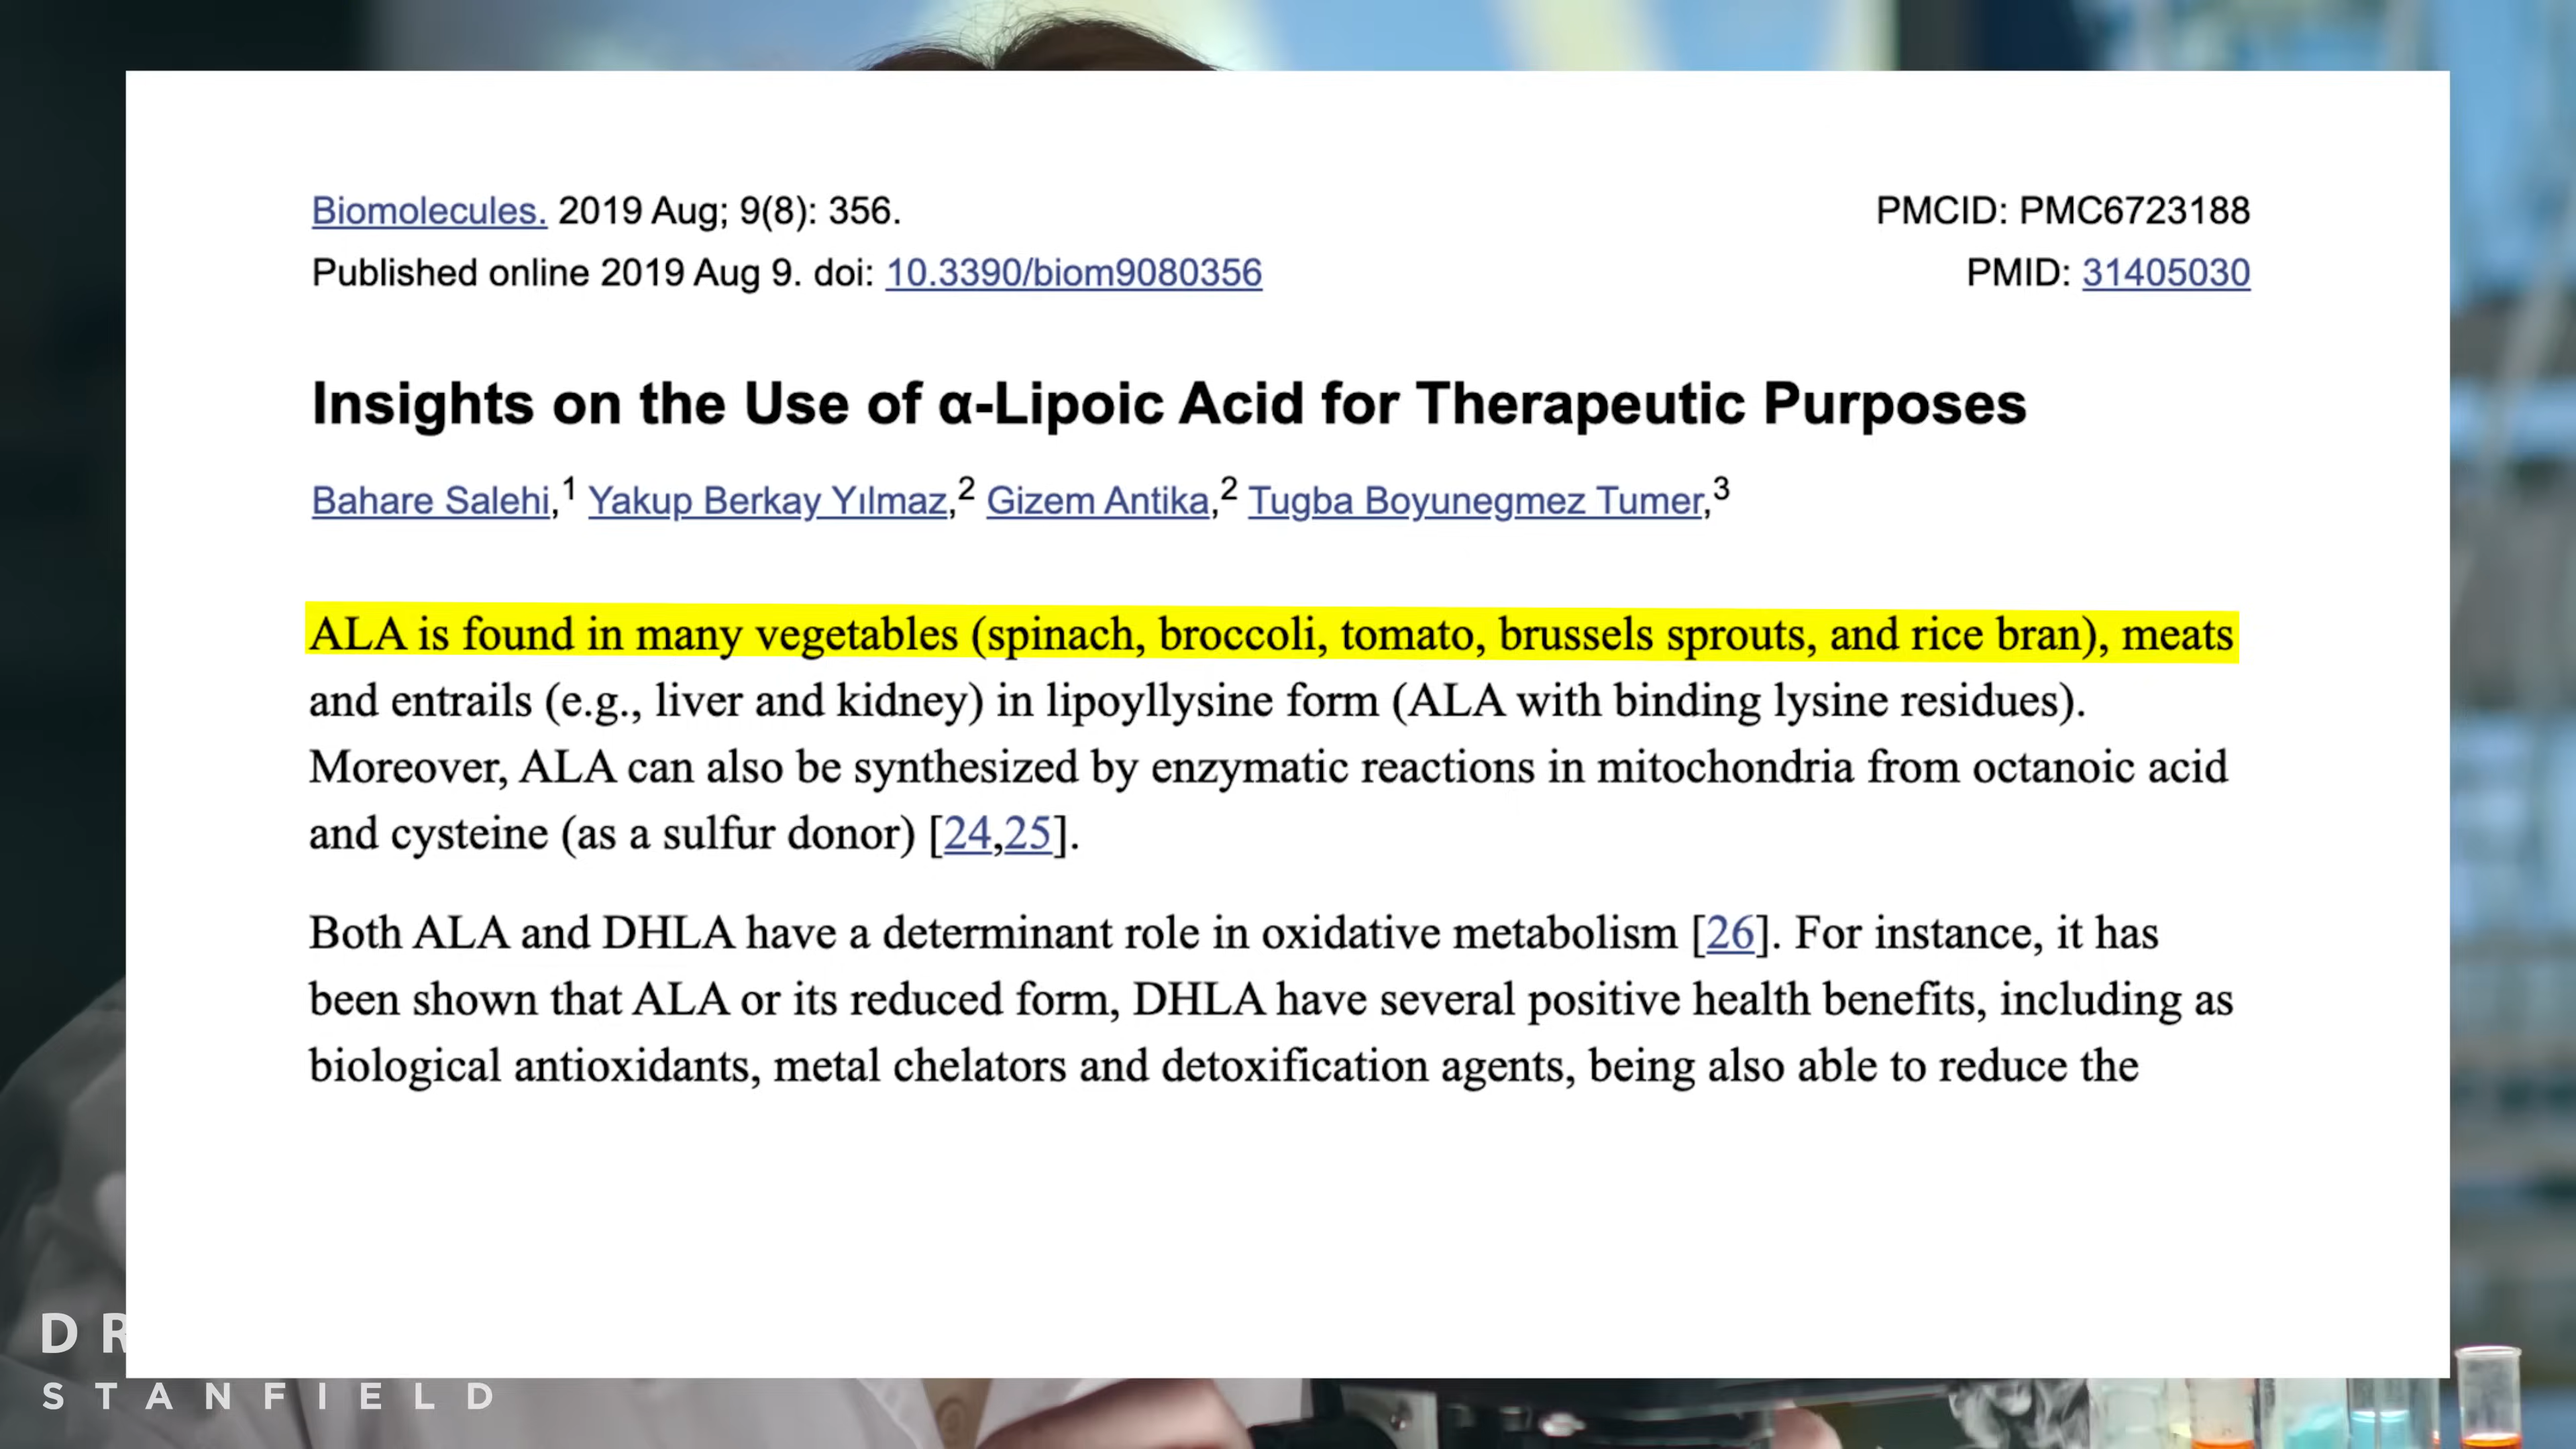 Biomolecules. 2019 Aug; 9(8): 356.
PMCID: PMC6723188
Published online 2019 Aug 9. doi: 10.3390/biom9080356
PMID: 31405030
Insights on the Use of α-Lipoic Acid for Therapeutic Purposes
Bahare Salehi,1 Yakup Berkay Yılmaz,2 Gizem Antika,2 Tugba Boyunegmez Tumer,3
ALA is found in many vegetables (spinach, broccoli, tomato, brussels sprouts, and rice bran), meats
and entrails (e.g., liver and kidney) in lipoyllysine form (ALA with binding lysine residues).
Moreover, ALA can also be synthesized by enzymatic reactions in mitochondria from octanoic acid
and cysteine (as a sulfur donor) [24,25].
Both ALA and DHLA have a determinant role in oxidative metabolism [26]. For instance, it has
been shown that ALA or its reduced form, DHLA have several positive health benefits, including as
biological antioxidants, metal chelators and detoxification agents, being also able to reduce the
DR
STANFIELD